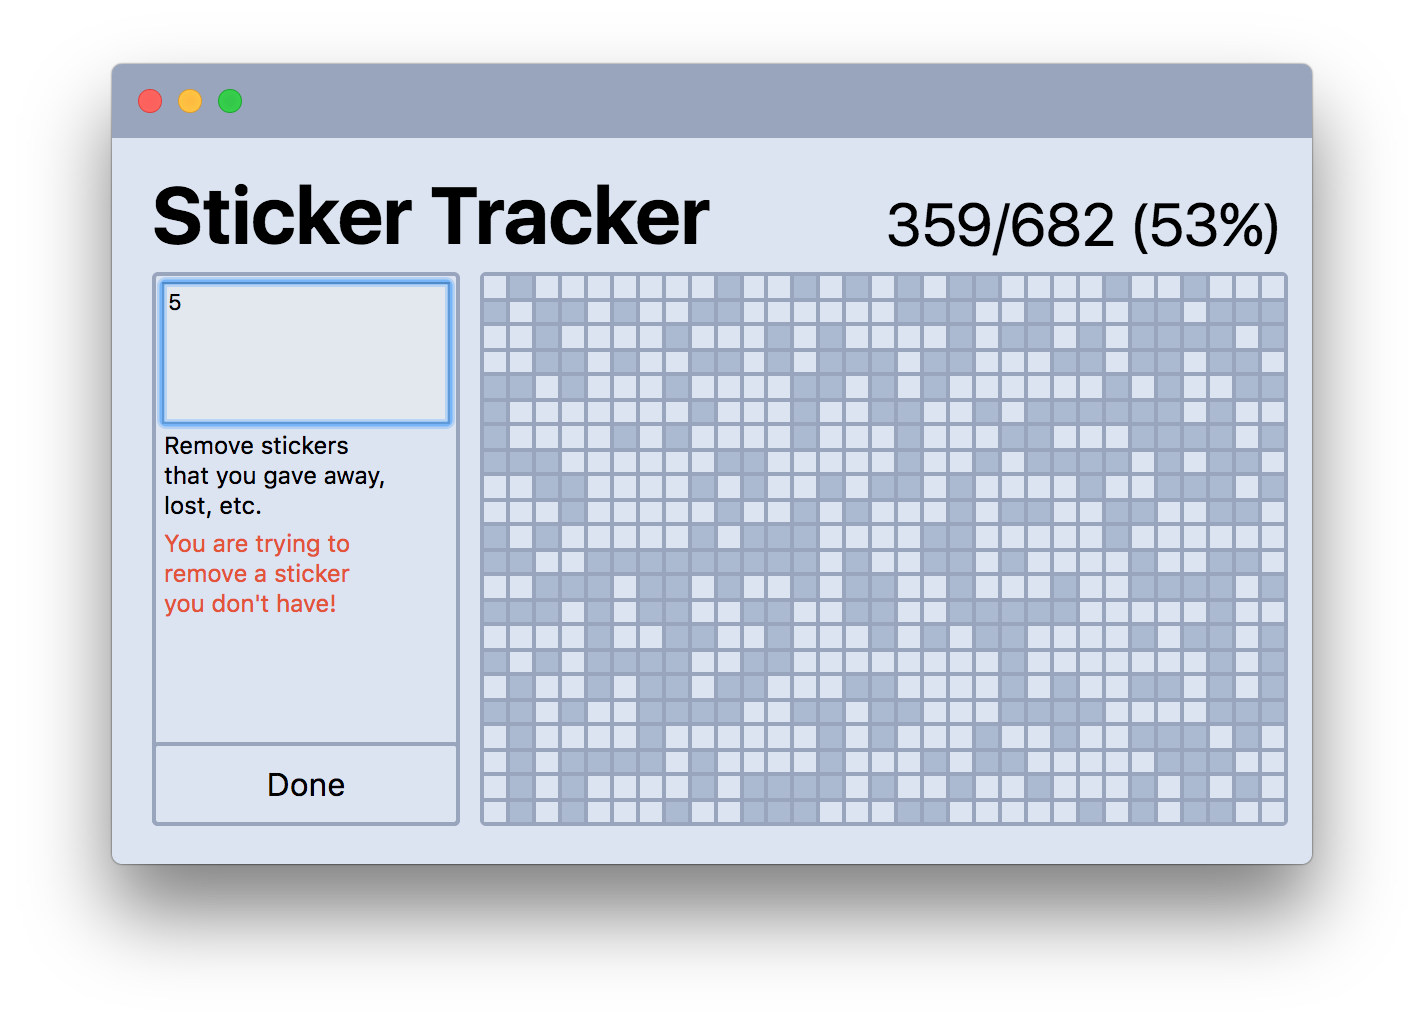 Sticker Tracker
359/682 (53%)
5
Remove stickers
that you gave away,
lost, etc.
You are trying to
remove a sticker
you don't have!
Done